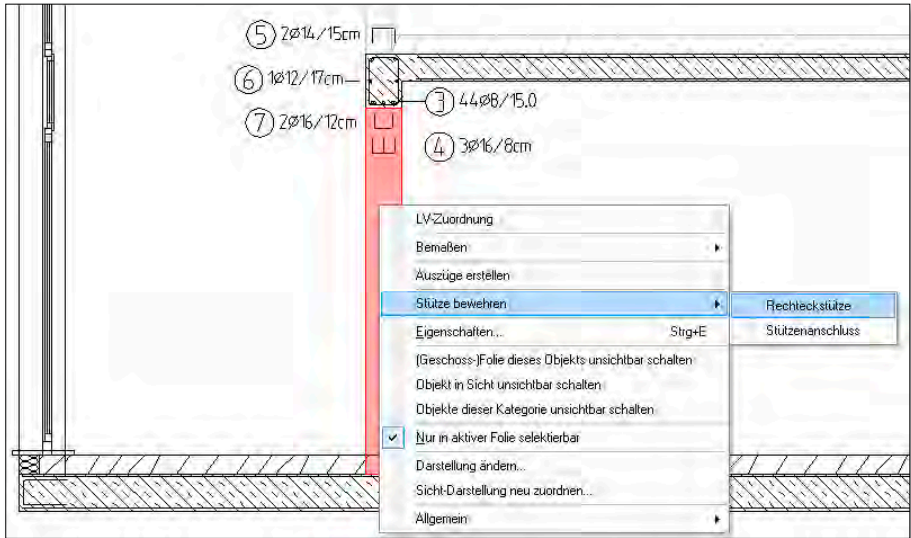 5 2ø14/15cm
6 1ø12/17cm
3 44ø8/15.0
7 2ø16/12cm
4 3ø16/8cm
LV-Zuordnung
Bemaßen
Auszüge erstellen
Stütze bewehren
Rechteckstütze
Eigenschaften... Strg+E
Stützenanschluss
(Geschoss-)Folie dieses Objekts unsichtbar schalten
Objekt in Sicht unsichtbar schalten
Objekte dieser Kategorie unsichtbar schalten
Nur in aktiver Folie selektierbar
Darstellung ändern...
Sicht-Darstellung neu zuordnen...
Allgemein